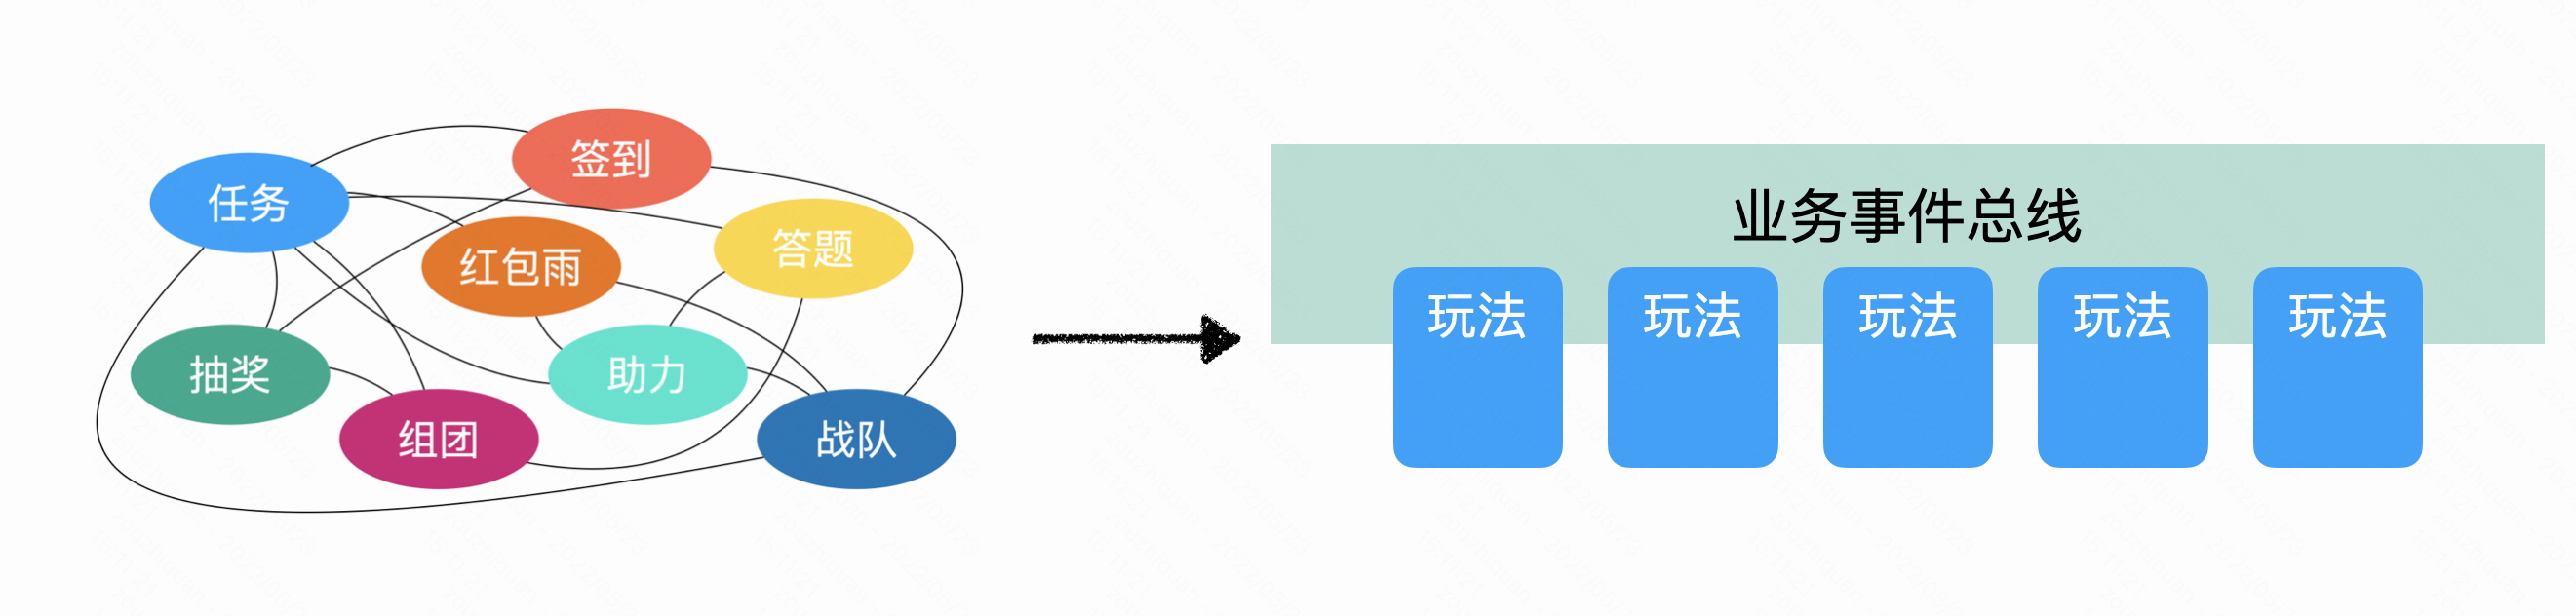 签到
任务
答题
红包雨
抽奖
助力
组团
战队
业务事件总线
玩法 玩法 玩法 玩法 玩法